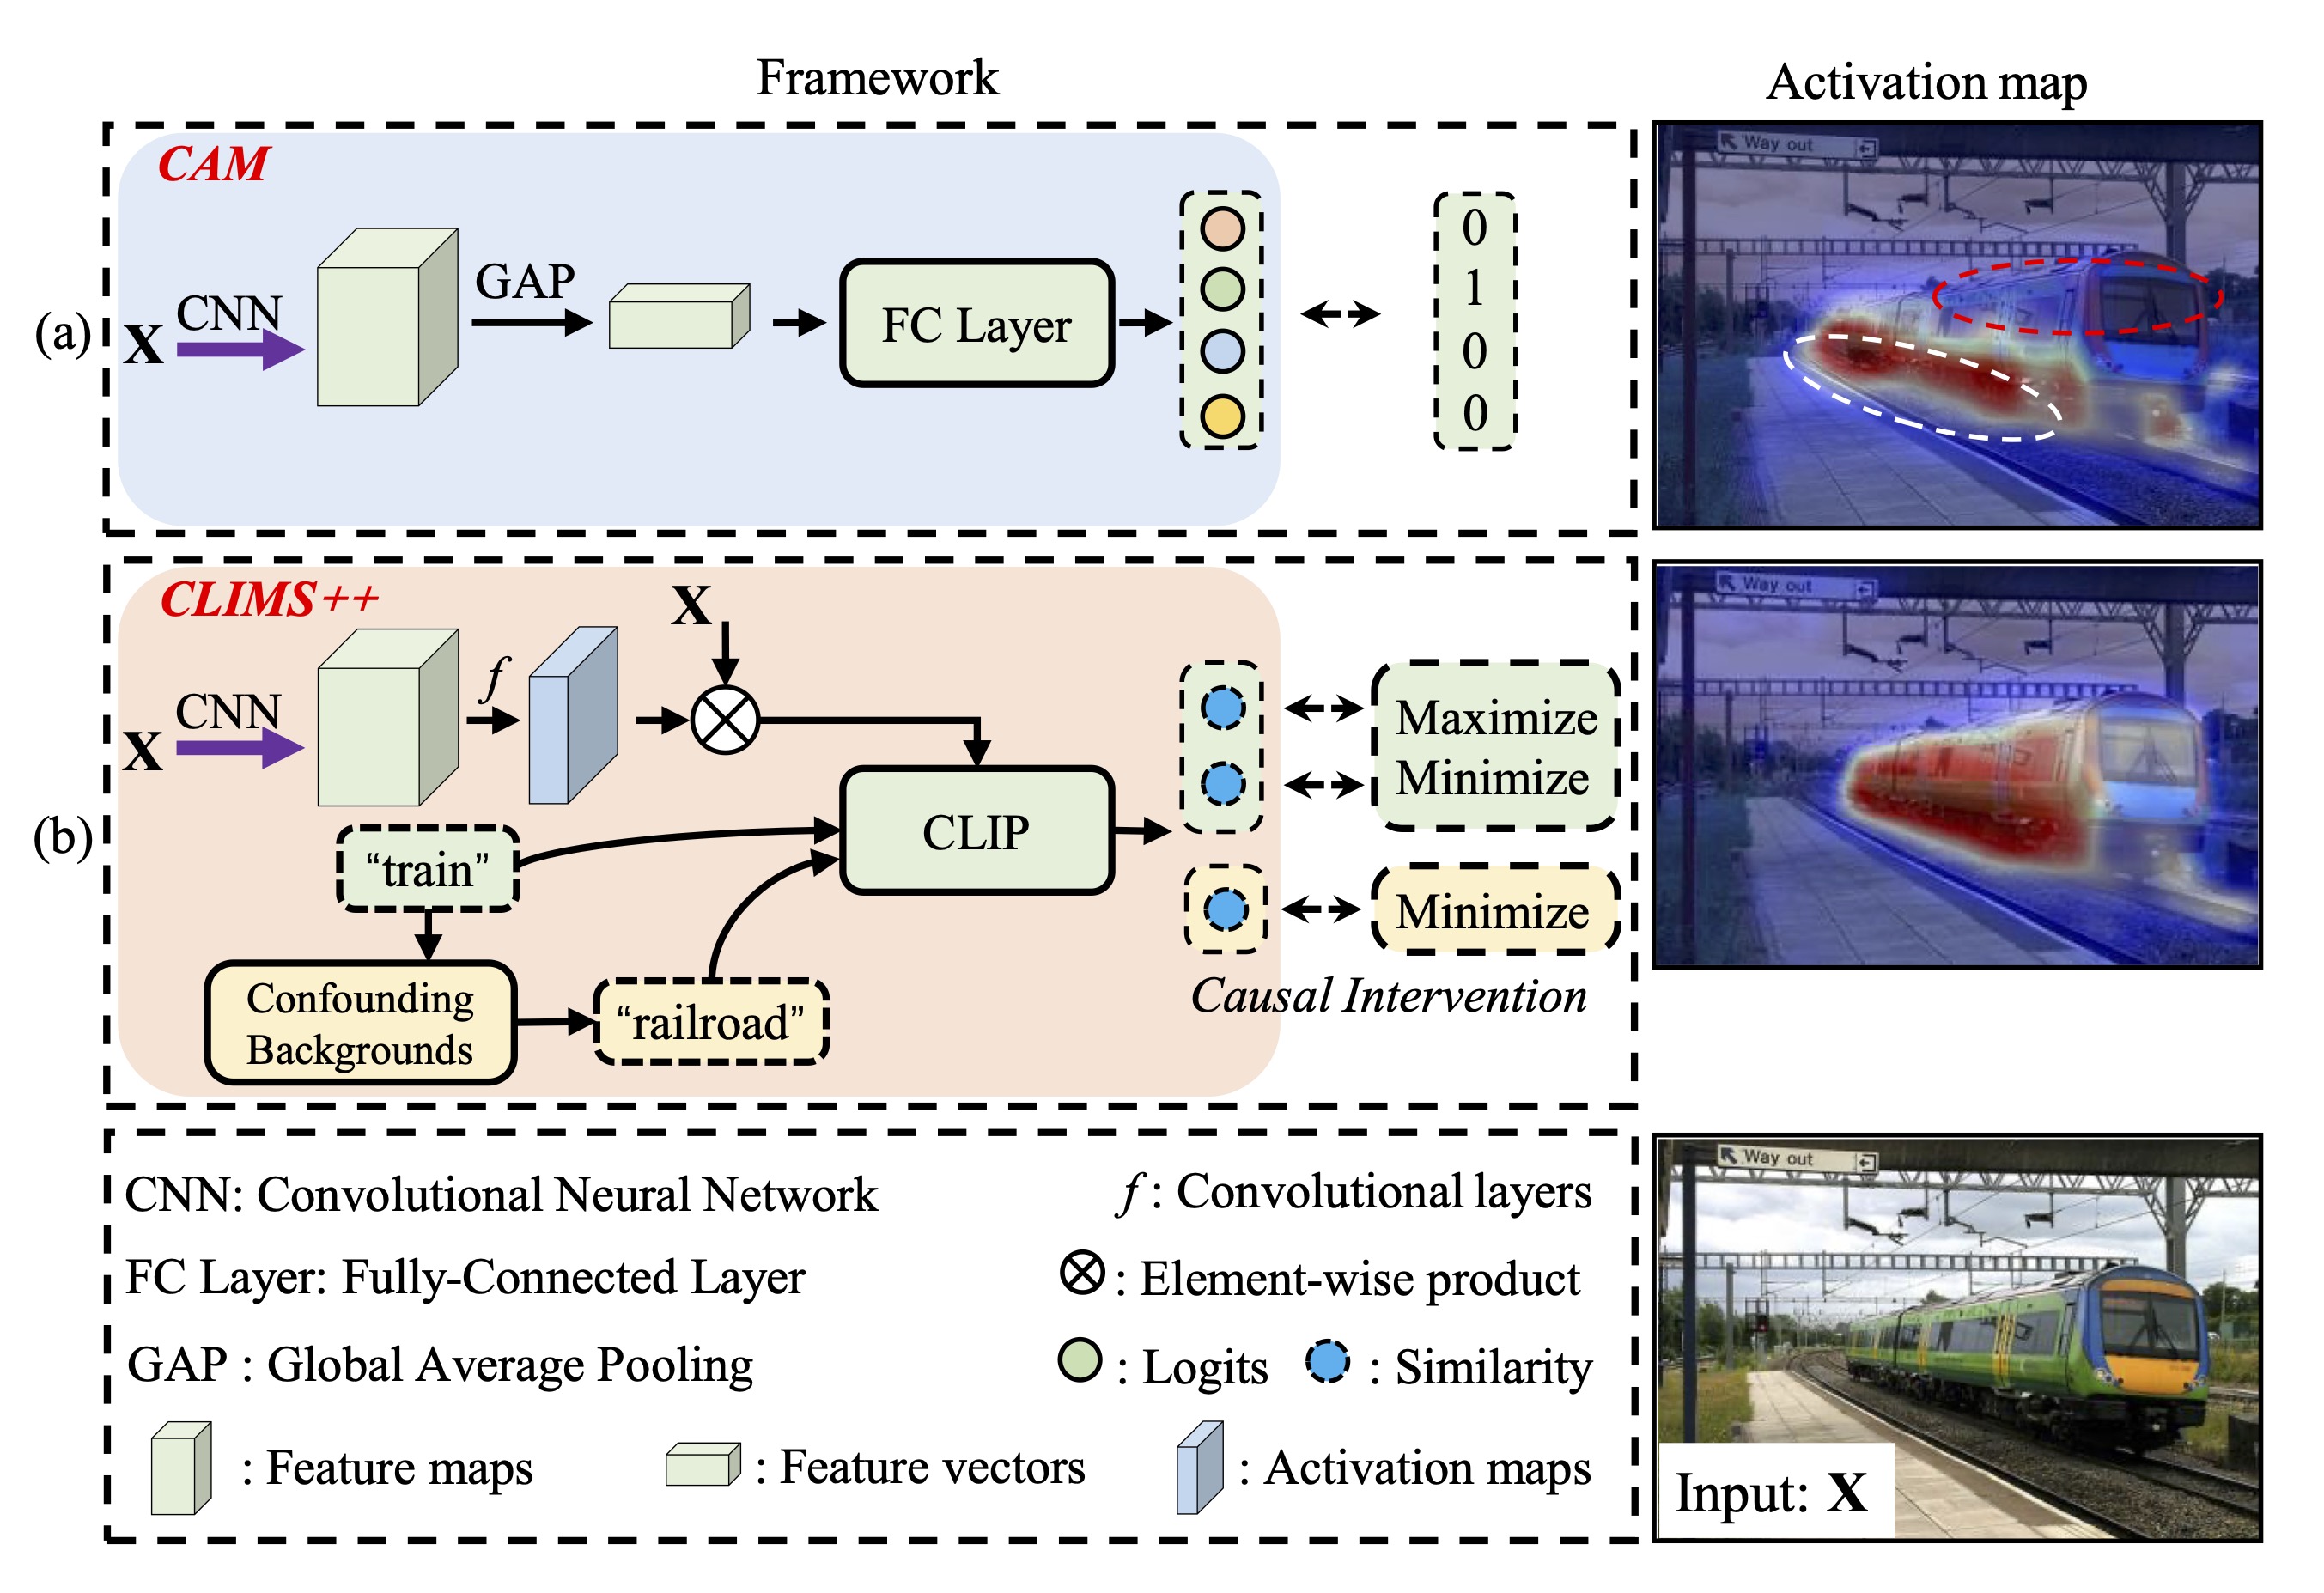 Framework
Activation map
(a)
CAM
X
CNN
GAP
FC Layer
0
1
0
0
Way out
(b)
CLIMS++
X
CNN
f
X
CLIP
"train"
Confounding
Backgrounds
"railroad"
Maximize
Minimize
Minimize
Causal Intervention
Way out
CNN: Convolutional Neural Network
f : Convolutional layers
FC Layer: Fully-Connected Layer
: Element-wise product
GAP : Global Average Pooling
: Logits
: Similarity
: Feature maps
: Feature vectors
: Activation maps
Way out
Input: X